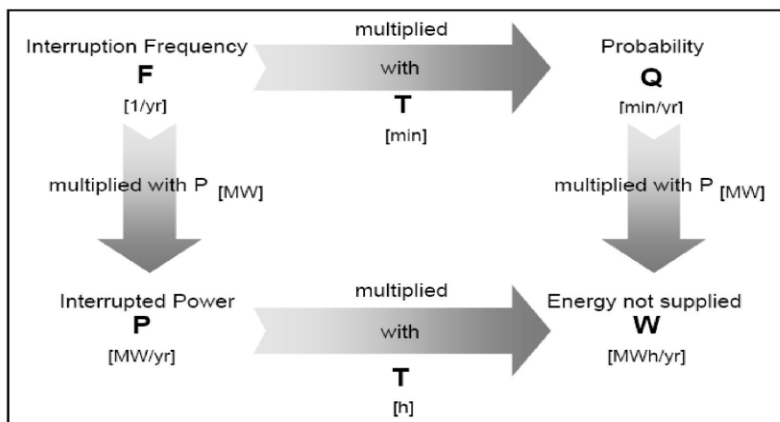 multiplied
Interruption Frequency
Probability
F
with
Q
T
[1/yr]
[min/yr]
[min]
multiplied with P [MW]
multiplied with P [MW]
multiplied
Interrupted Power
Energy not supplied
P
with
W
[MW/yr]
[MWh/yr]
T
[h]